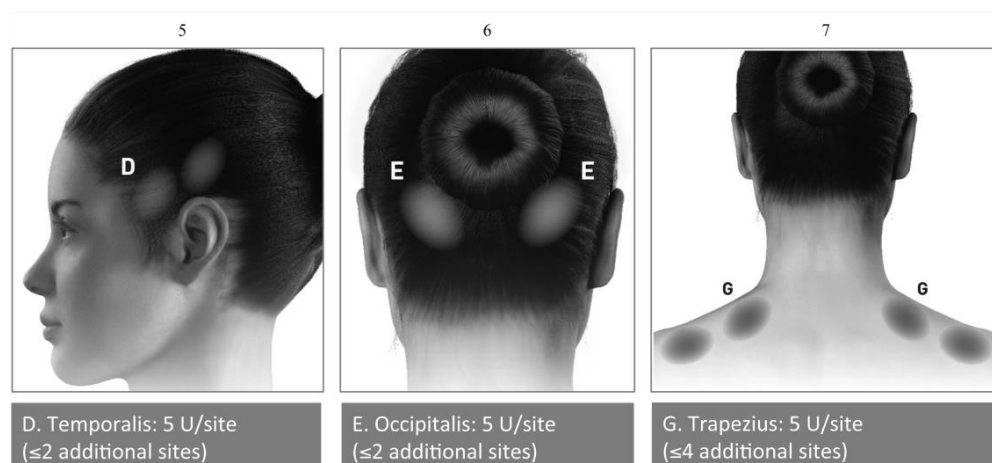 5
6
7
D
E
E
G
G
D. Temporalis: 5 U/site
(≤2 additional sites)
E. Occipitalis: 5 U/site
(≤2 additional sites)
G. Trapezius: 5 U/site
(≤4 additional sites)